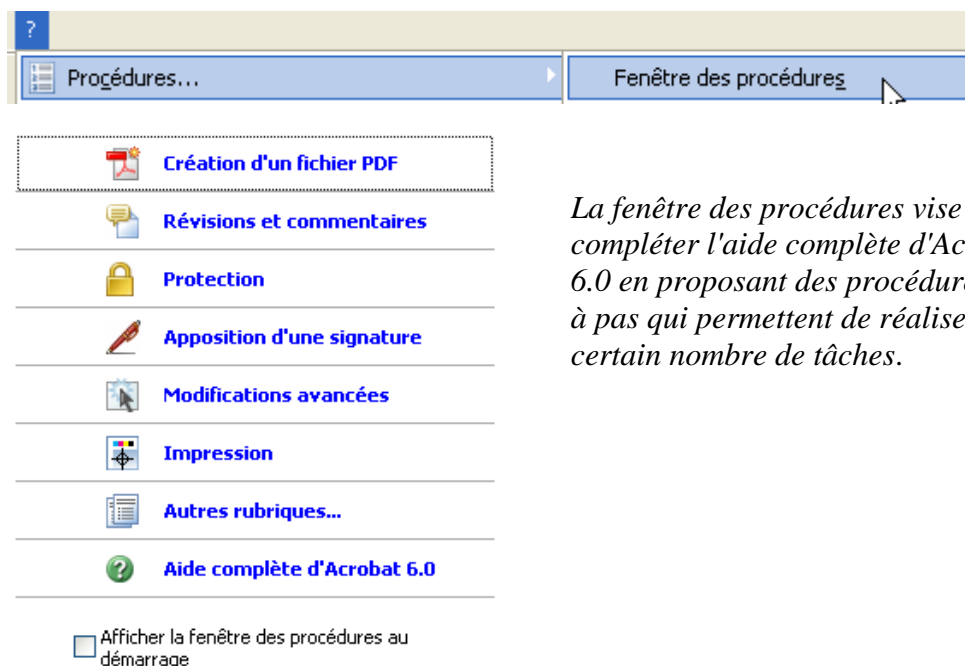 ?
Procédures...
Fenêtre des procédures
Création d'un fichier PDF
Révisions et commentaires
Protection
Apposition d'une signature
Modifications avancées
Impression
Autres rubriques...
Aide complète d'Acrobat 6.0
Afficher la fenêtre des procédures au
démarrage
La fenêtre des procédures vise
compléter l'aide complète d'Ac
6.0 en proposant des procédur
à pas qui permettent de réalise
certain nombre de tâches.